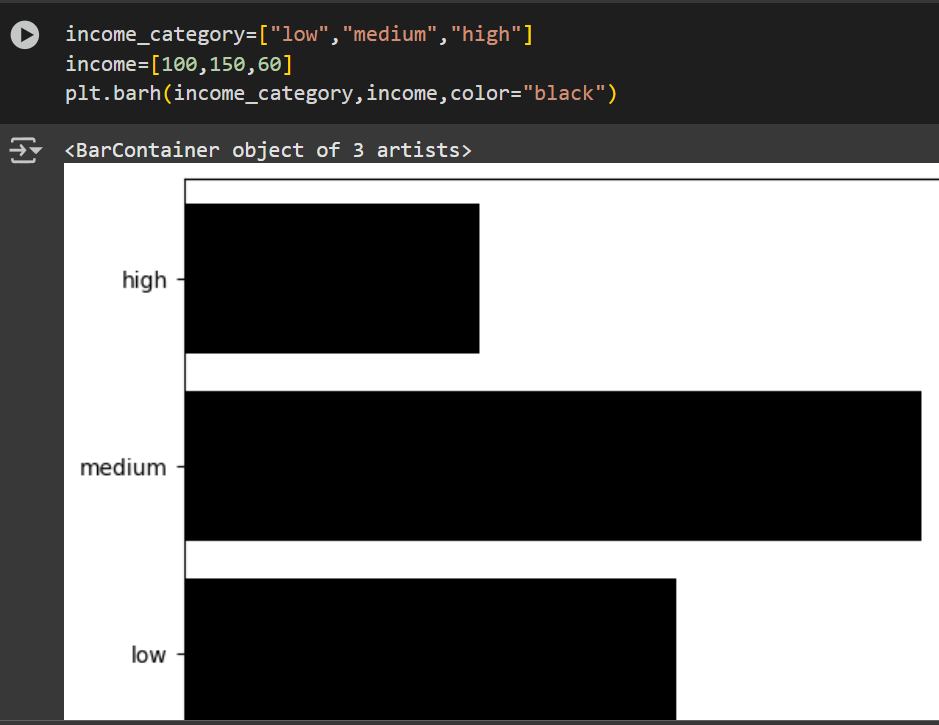 income_category=["low","medium","high"]
income=[100,150,60]
plt.barh(income_category,income,color="black")
<BarContainer object of 3 artists>
high
medium
low